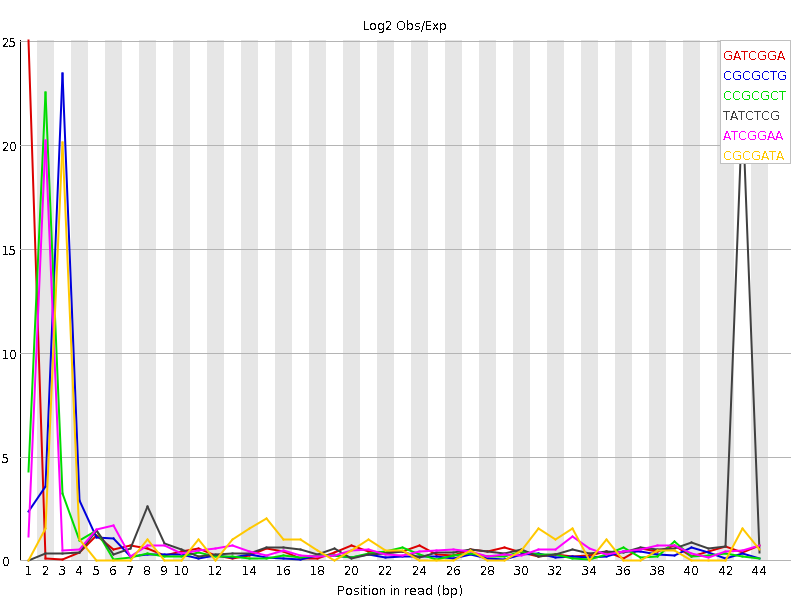 Log2 Obs/Exp
25
20
15
10
5
0
GATCGGA
CGCGCTG
CCGCGCT
TATCTCG
ATCGGAA
CGCGATA
1 2 3 4 5 6 7 8 9 10 12 14 16 18 20 22 24 26 28 30 32 34 36 38 40 42 44
Position in read (bp)